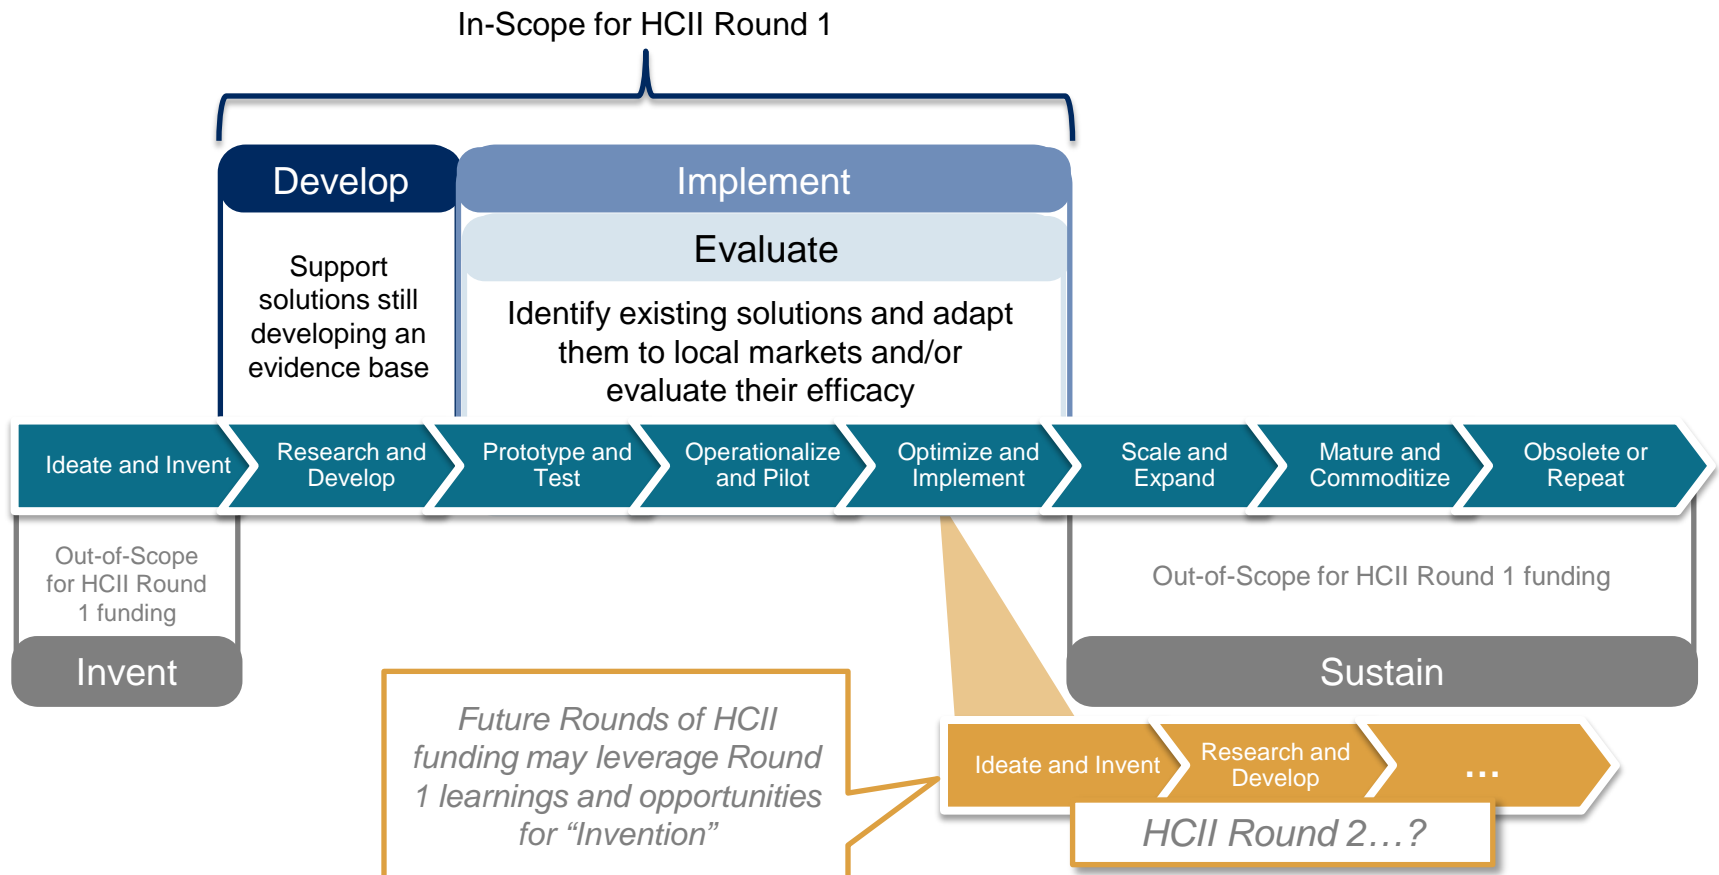 In-Scope for HCII Round 1
Develop
Implement
Evaluate
Support
solutions still
developing an
evidence base
Identify existing solutions and adapt
them to local markets and/or
evaluate their efficacy
Ideate and Invent
Research and
Develop
Prototype and
Test
Operationalize
and Pilot
Optimize and
Implement
Scale and
Expand
Mature and
Commoditize
Obsolete or
Repeat
Out-of-Scope
for HCII Round
1 funding
Invent
Out-of-Scope for HCII Round 1 funding
Sustain
Future Rounds of HCII
funding may leverage Round
1 learnings and opportunities
for “Invention”
Ideate and Invent
Research and
Develop
...
HCII Round 2…?